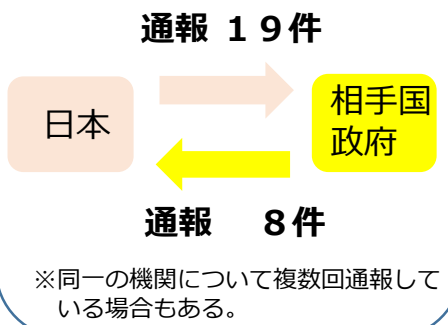 通報 １９件
日本
相手国
政府
通報　８件
※同一の機関について複数回通報して
いる場合もある。